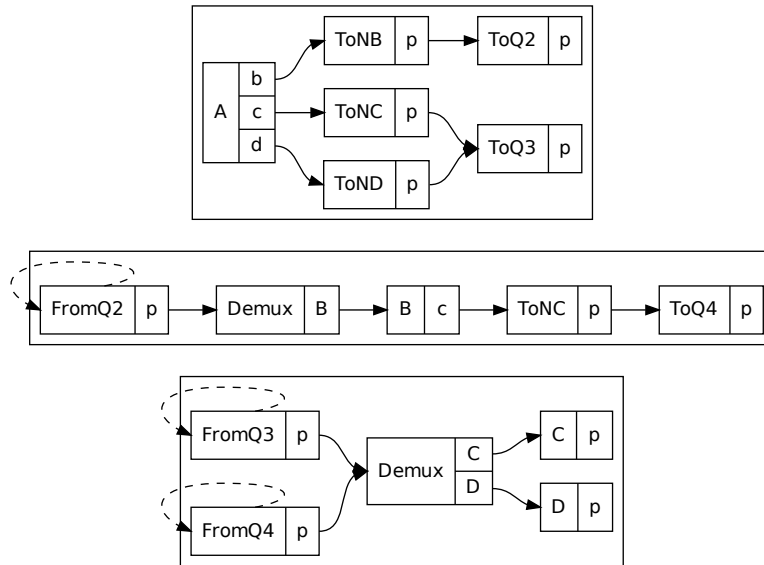 ToNB p ToQ2 p
b
A c ToNC p
ToQ3 p
d
ToND p
FromQ2 p Demux B B c ToNC p ToQ4 p
FromQ3 p C p
Demux C
D
FromQ4 p D p